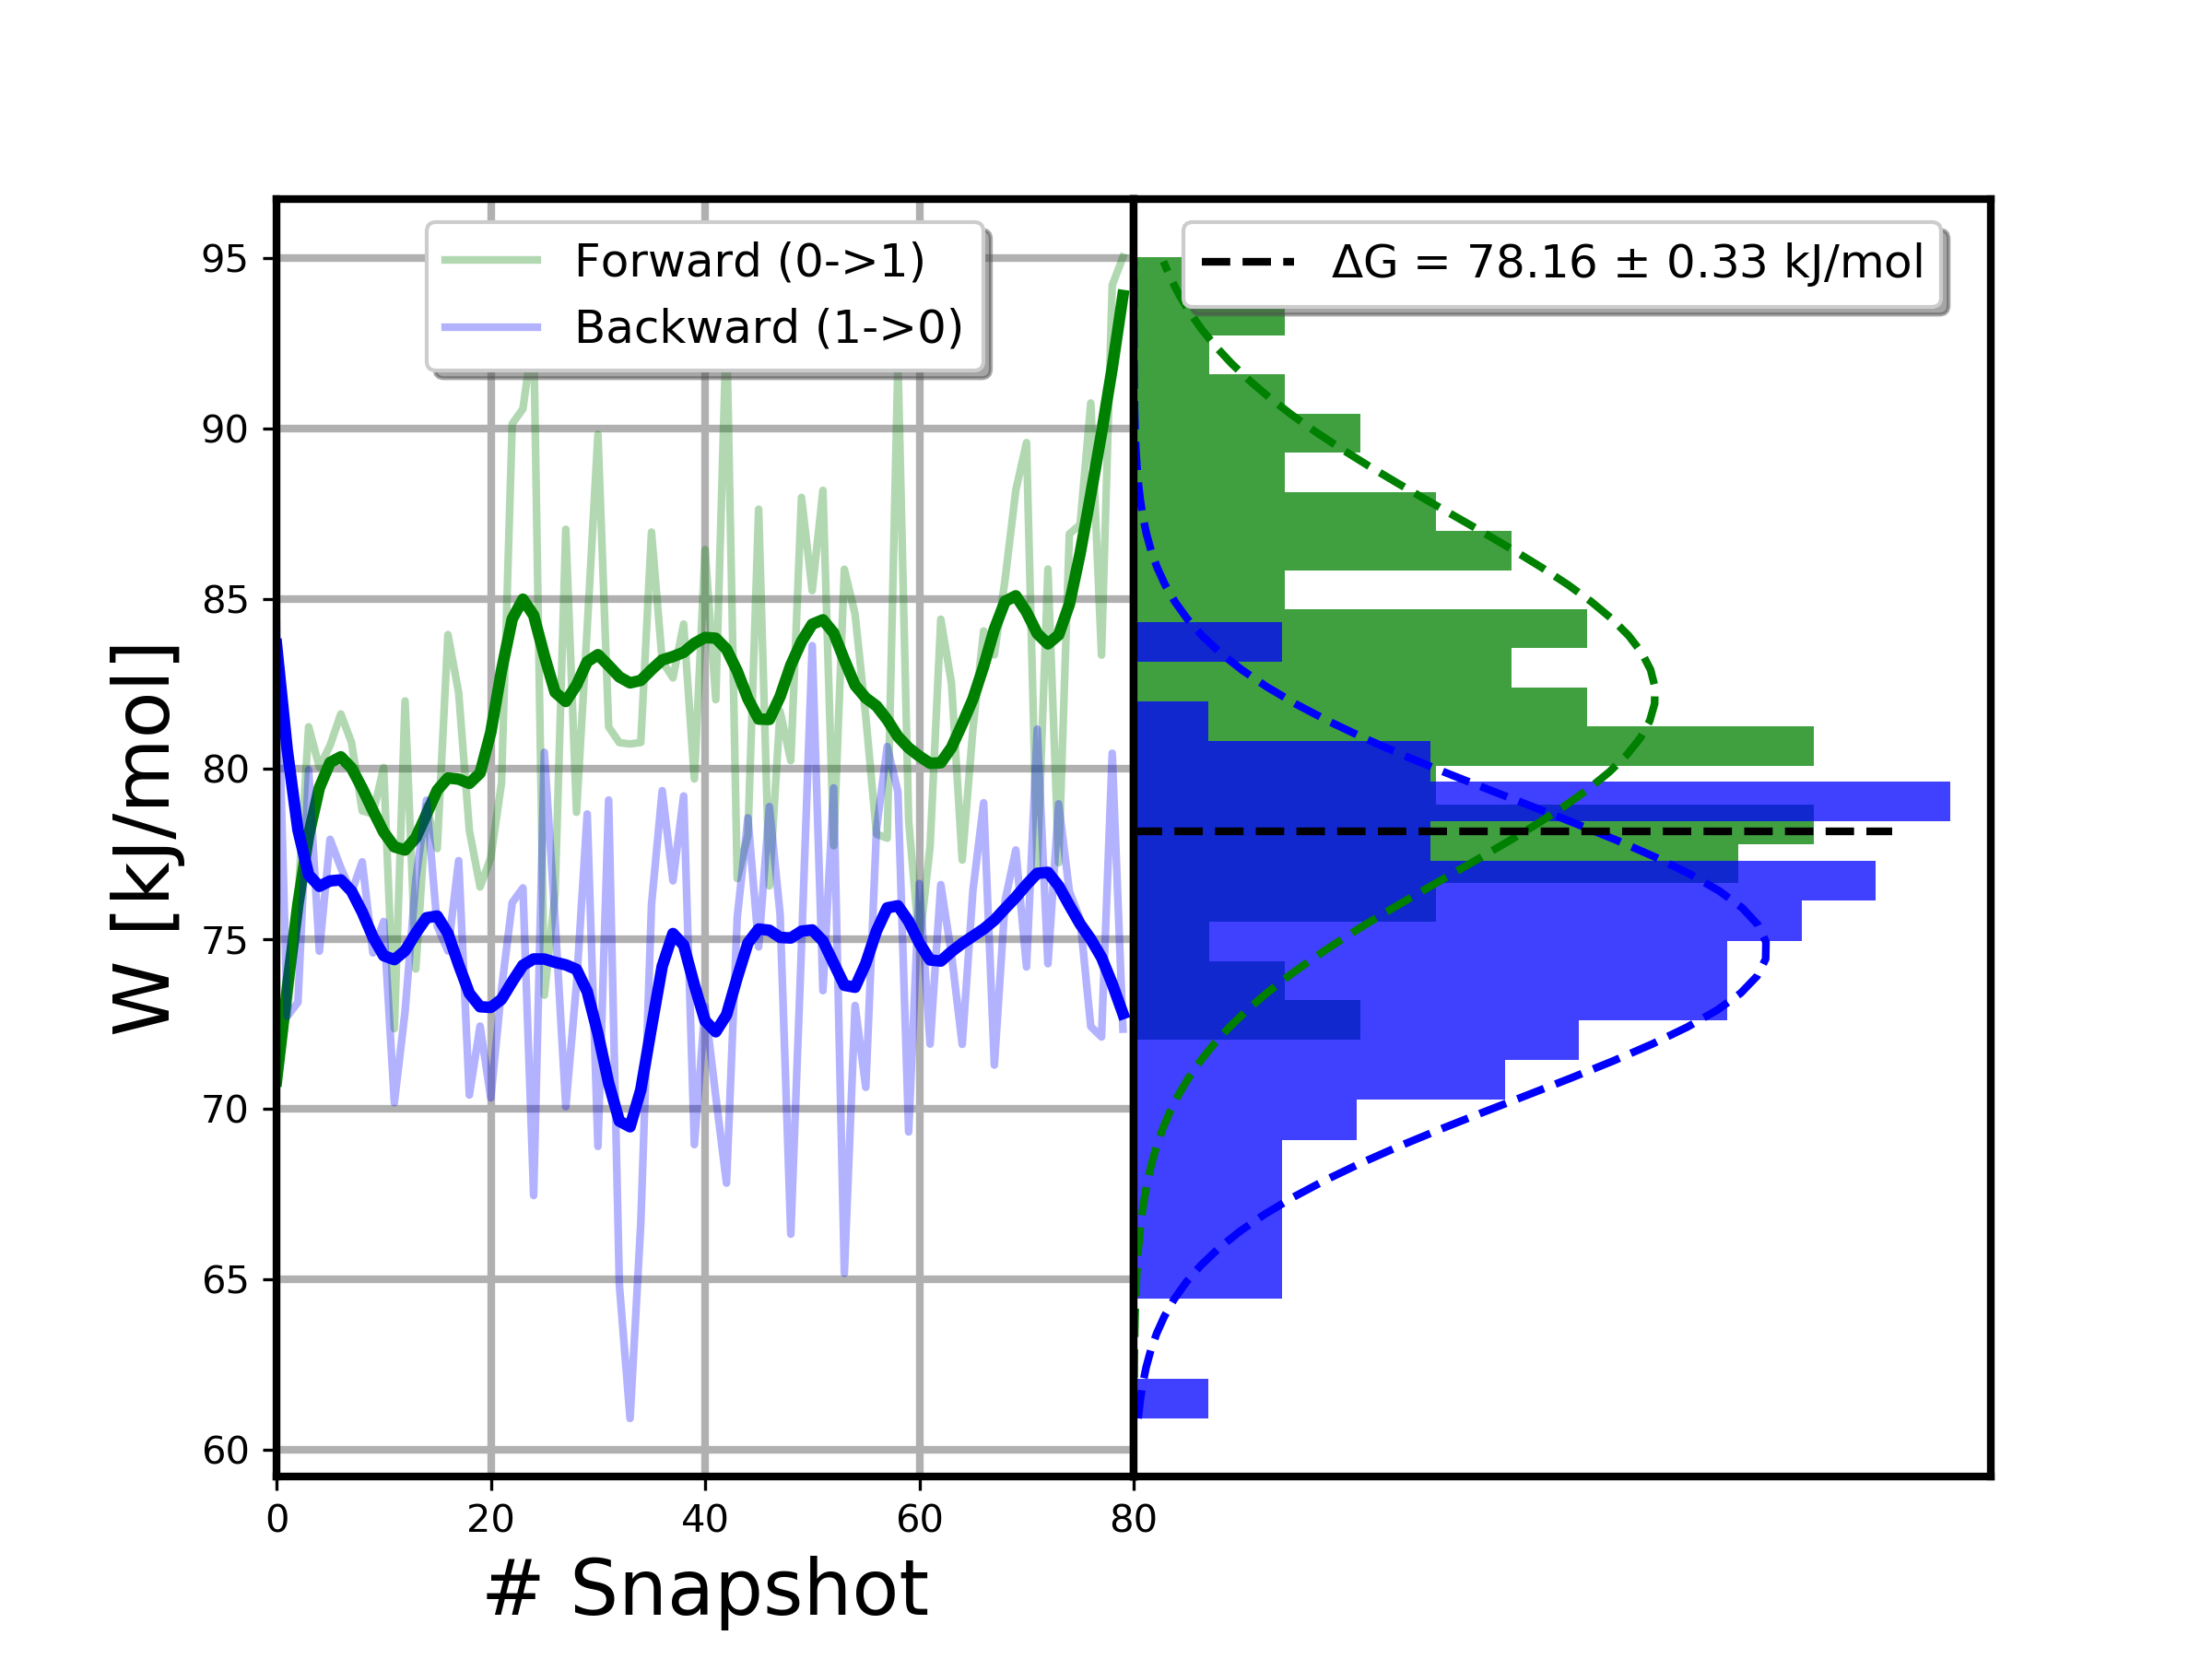 Forward (0->1)
Backward (1->0)
ΔG = 78.16 ± 0.33 kJ/mol
W [kJ/mol]
95
90
85
80
75
70
65
60
0 20 40 60 80
# Snapshot